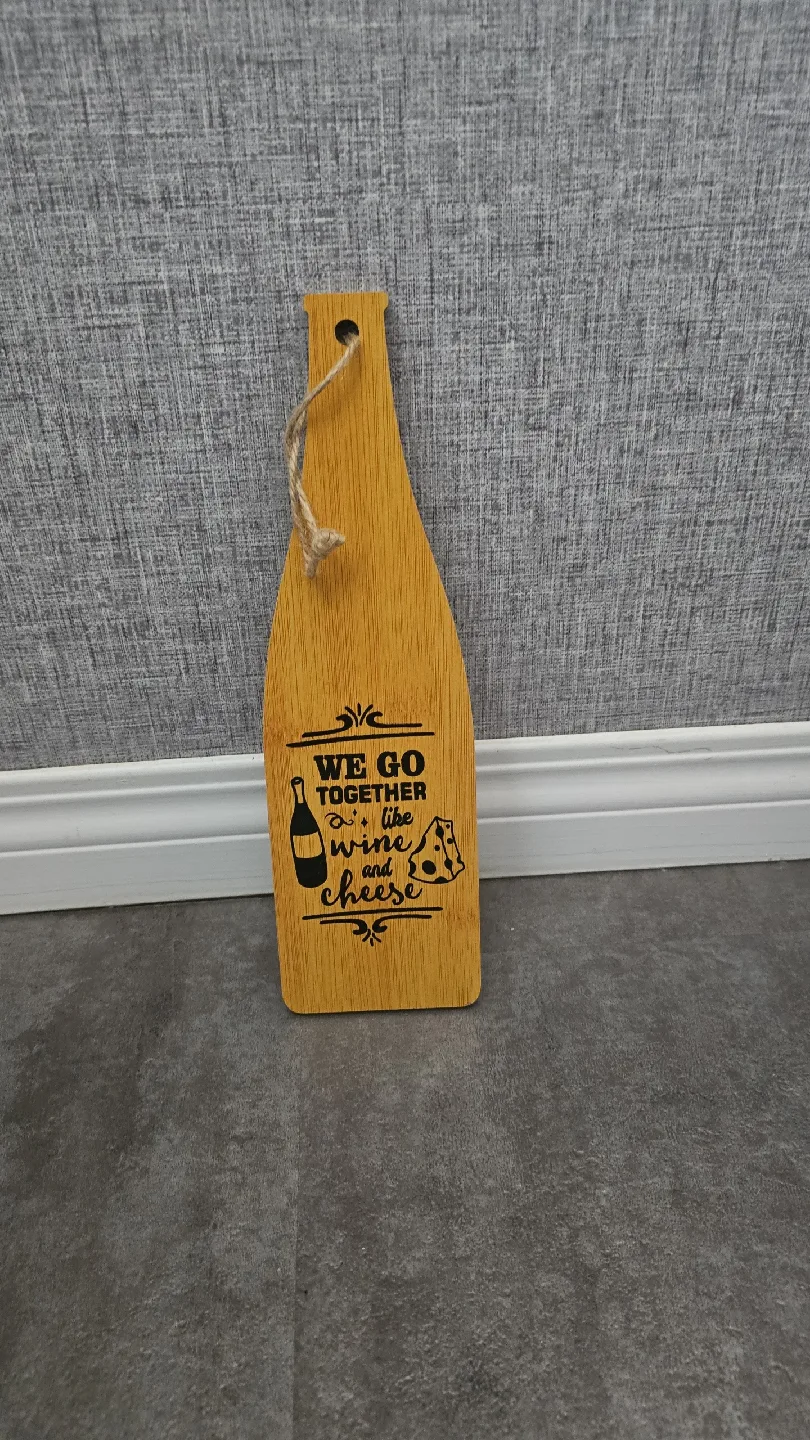 WE GO
TOGETHER
like
wine
and
cheese